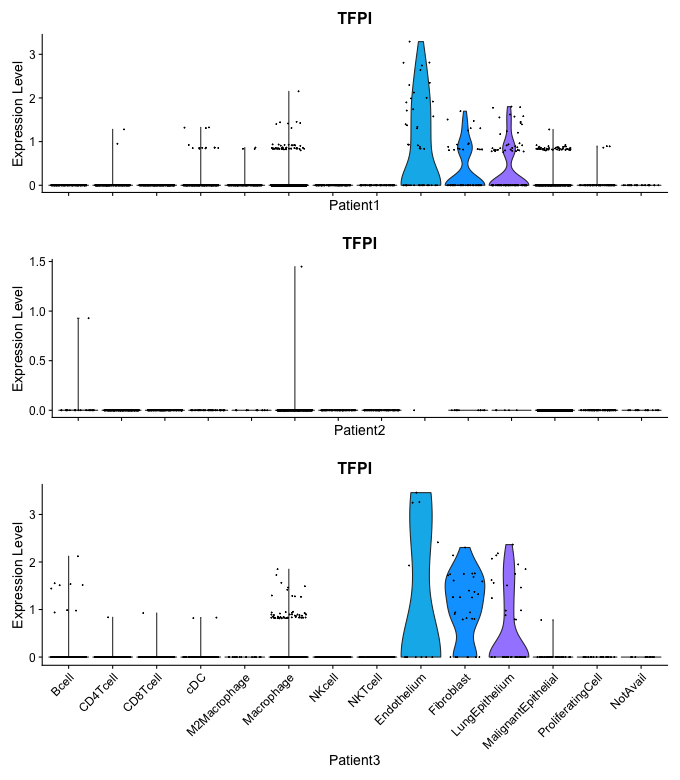 TFPI
Expression Level
3
2
1
0
Patient1
TFPI
Expression Level
1.5
1.0
0.5
0.0
Patient2
TFPI
Expression Level
3
2
1
0
Bcell
CD4Tcell
CD8Tcell
cDC
M2Macrophage
Macrophage
NKcell
NKTcell
Endothelium
Fibroblast
LungEpithelium
MalignantEpithelial
ProliferatingCell
NotAvail
Patient3